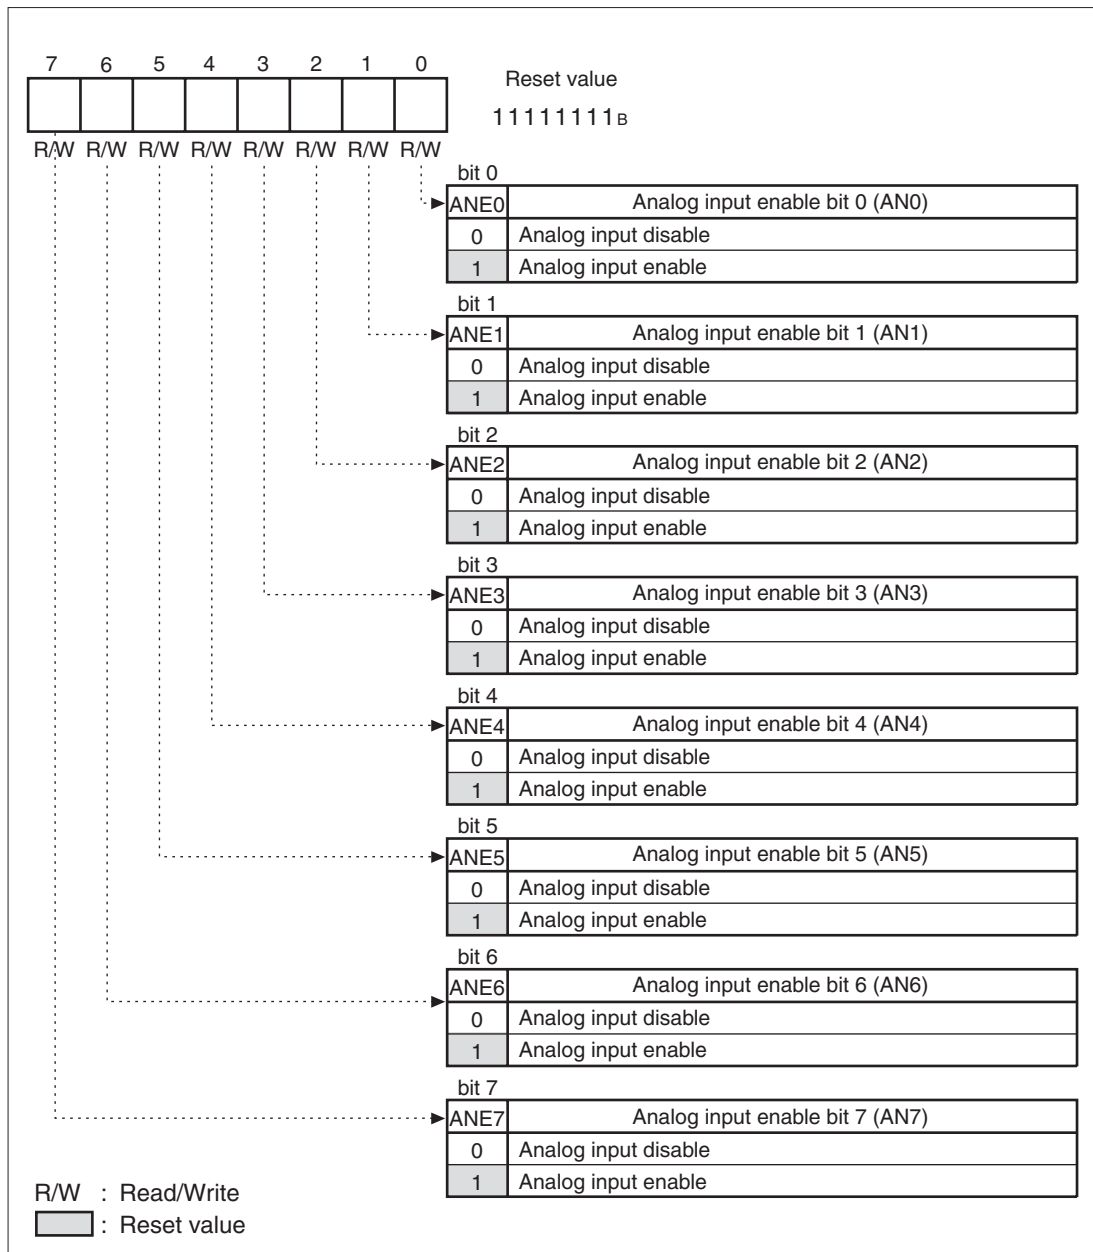 7 6 5 4 3 2 1 0
Reset value
11111111B
R/W R/W R/W R/W R/W R/W R/W R/W
bit 0
ANE0 Analog input enable bit 0 (AN0)
0 Analog input disable
1 Analog input enable
bit 1
ANE1 Analog input enable bit 1 (AN1)
0 Analog input disable
1 Analog input enable
bit 2
ANE2 Analog input enable bit 2 (AN2)
0 Analog input disable
1 Analog input enable
bit 3
ANE3 Analog input enable bit 3 (AN3)
0 Analog input disable
1 Analog input enable
bit 4
ANE4 Analog input enable bit 4 (AN4)
0 Analog input disable
1 Analog input enable
bit 5
ANE5 Analog input enable bit 5 (AN5)
0 Analog input disable
1 Analog input enable
bit 6
ANE6 Analog input enable bit 6 (AN6)
0 Analog input disable
1 Analog input enable
bit 7
ANE7 Analog input enable bit 7 (AN7)
0 Analog input disable
1 Analog input enable
R/W : Read/Write
: Reset value